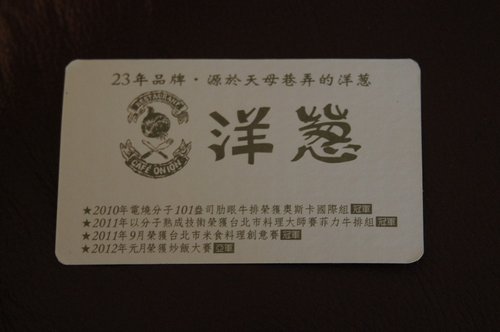 23年品牌・源於天母巷弄的洋蔥
RESTAURANT
CAFÉ ONION
洋蔥
★2010年電燒分子101盎司肋眼牛排榮獲奧斯卡國際組冠軍
★2011年以分子熟成技術榮獲台北市料理大師賽菲力牛排組冠軍
★2011年9月榮獲台北市米食料理創意賽冠軍
★2012年元月榮獲炒飯大賽亞軍